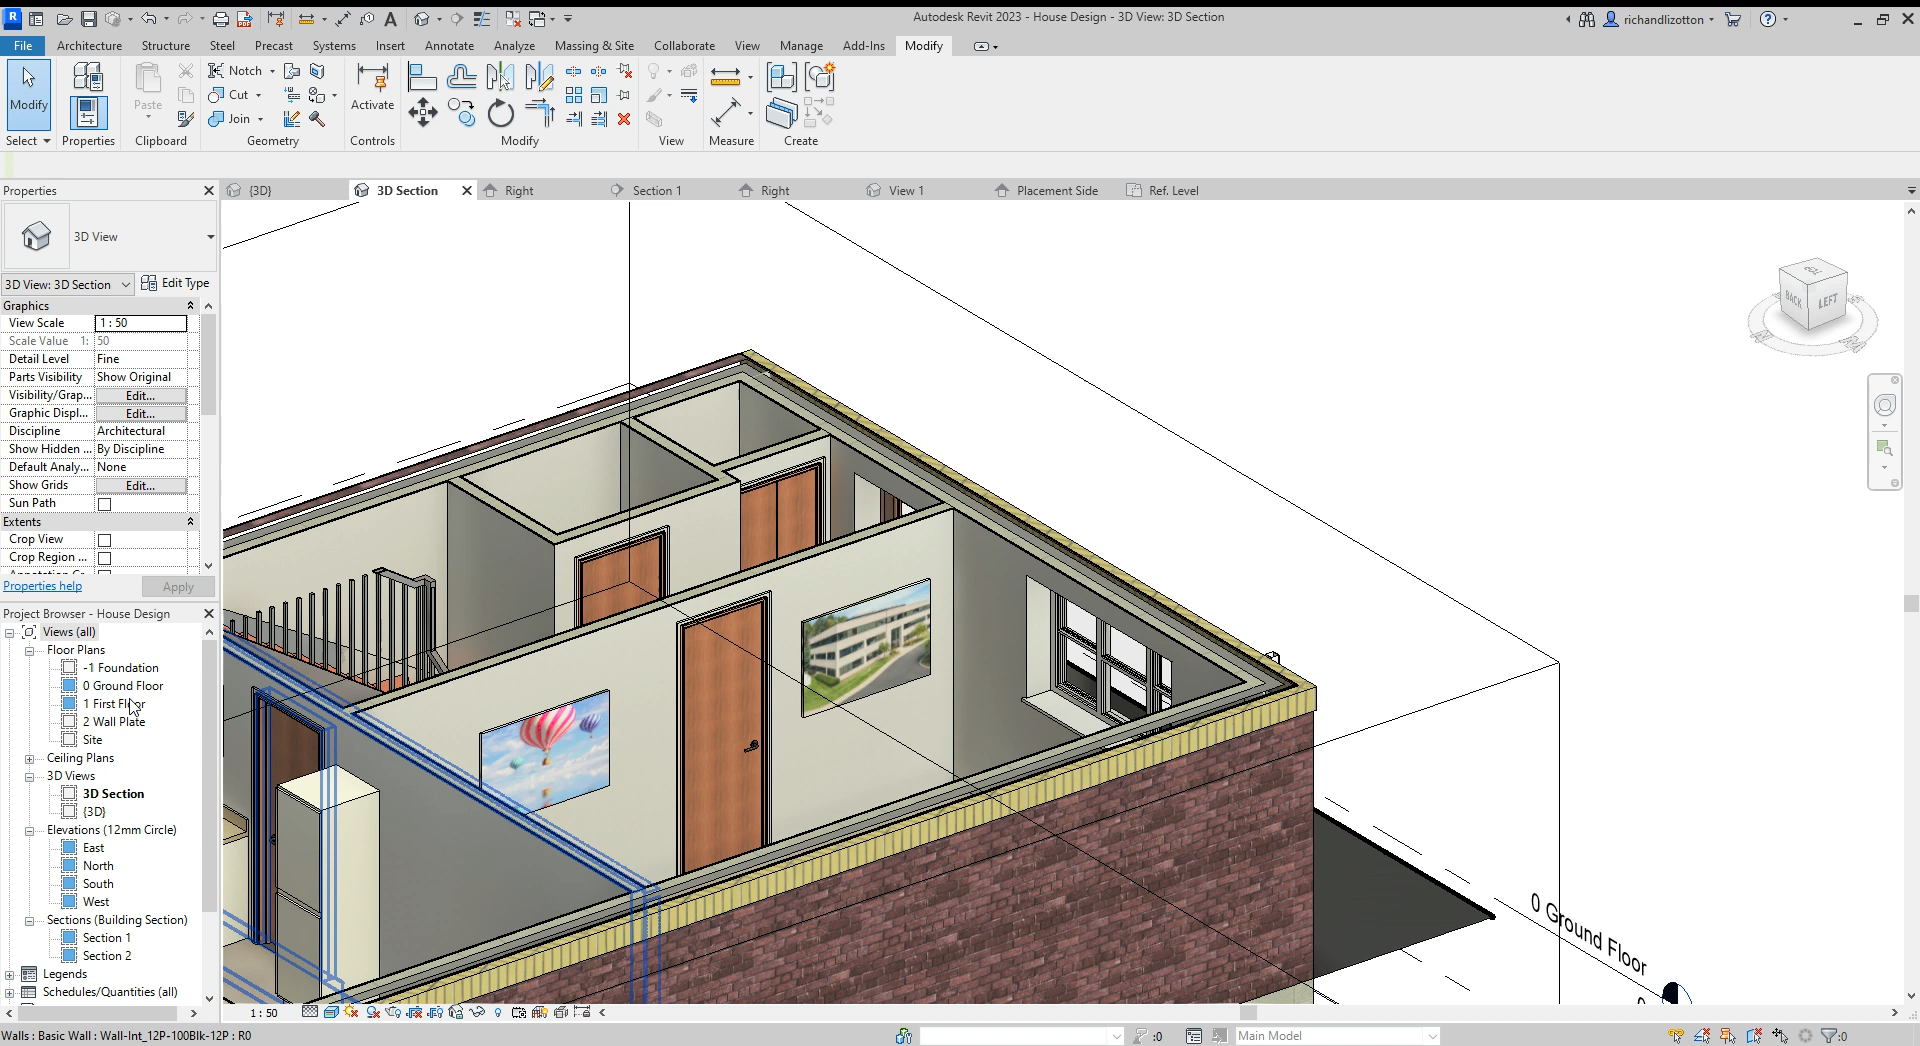 Autodesk Revit 2023 - House Design - 3D View: 3D Section
richandlizotton
File Architecture Structure Steel Precast Systems Insert Annotate Analyze Massing & Site Collaborate View Manage Add-Ins Modify
Modify
Paste
Notch
Cut
Join
Activate
Select Properties Clipboard Geometry Controls Modify View Measure Create
Properties
{3D} 3D Section Right Section 1 Right View 1 Placement Side Ref. Level
3D View
3D View: 3D Section Edit Type
Graphics
View Scale 1 : 50
Scale Value 1: 50
Detail Level Fine
Parts Visibility Show Original
Visibility/Grap... Edit...
Graphic Displ... Edit...
Discipline Architectural
Show Hidden ... By Discipline
Default Analy... None
Show Grids Edit...
Sun Path
Extents
Crop View
Crop Region ...
Properties help Apply
Project Browser - House Design
Views (all)
Floor Plans
-1 Foundation
0 Ground Floor
1 First Floor
2 Wall Plate
Site
Ceiling Plans
3D Views
3D Section
{3D}
Elevations (12mm Circle)
East
North
South
West
Sections (Building Section)
Section 1
Section 2
Legends
Schedules/Quantities (all)
TOP
BACK LEFT
0 Ground Floor
0
1 : 50
Walls : Basic Wall : Wall-Int_12P-100Blk-12P : R0
:0
Main Model
:0